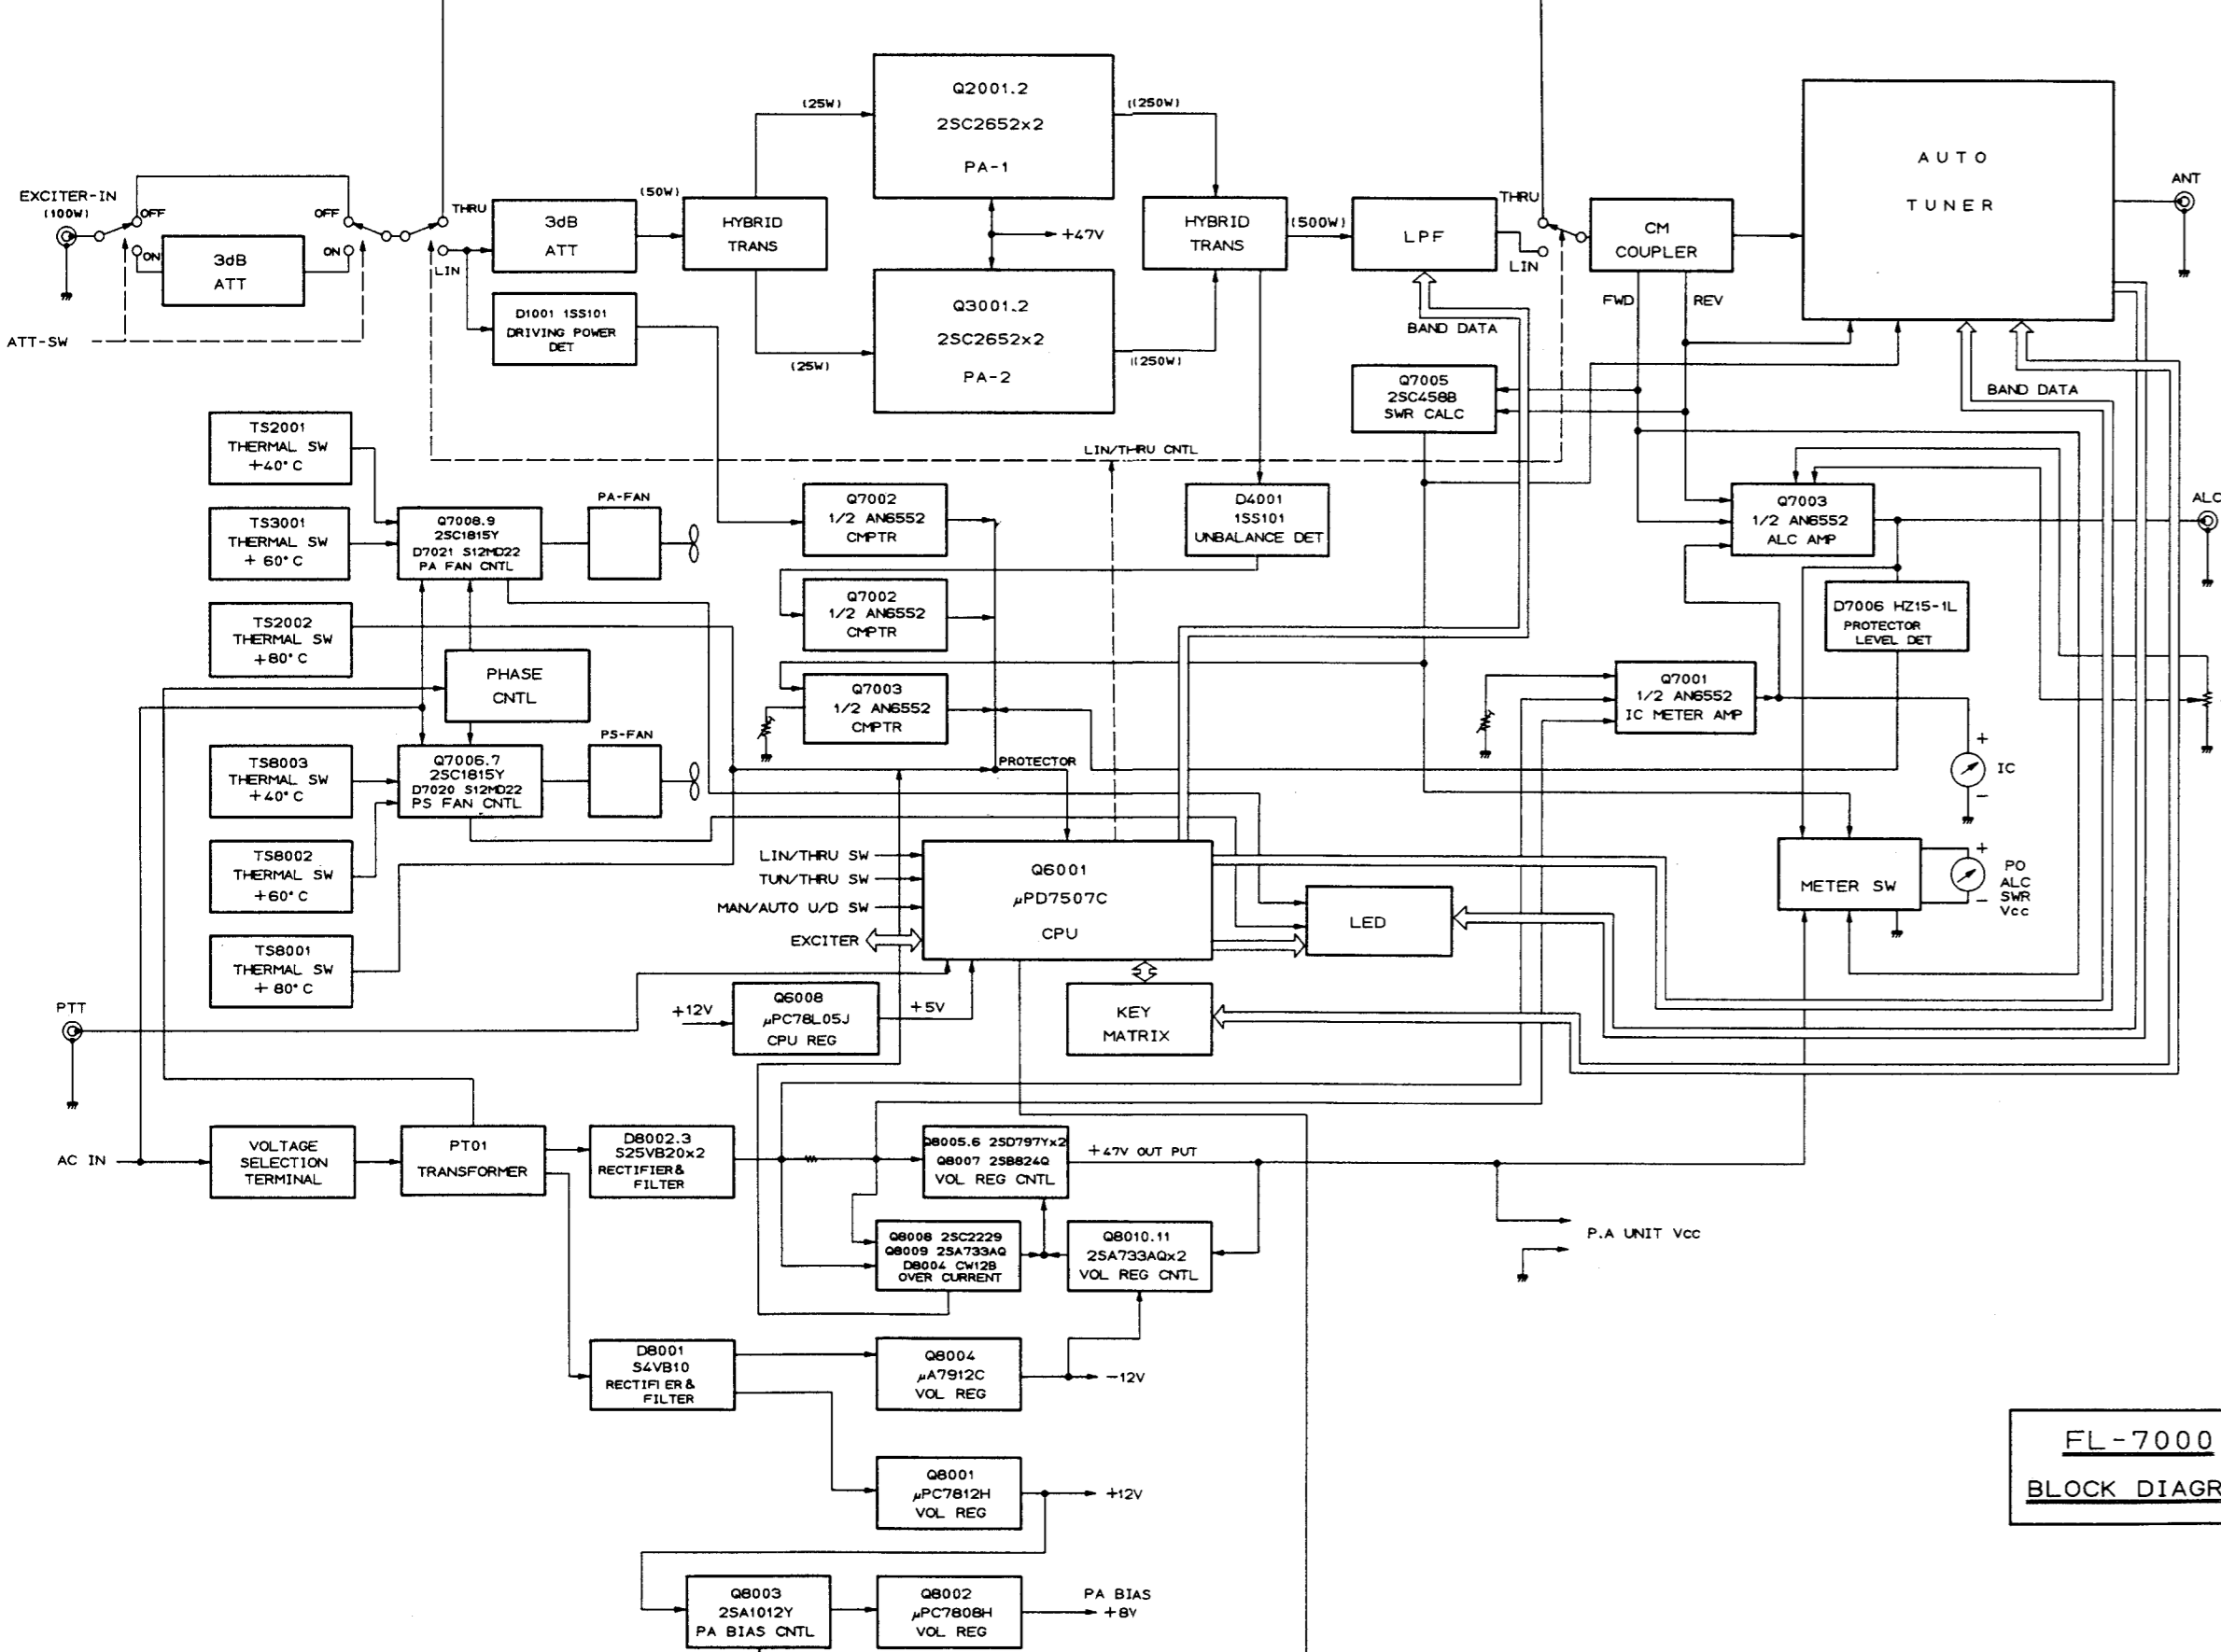 EXCITER-IN
(100W)
OFF
ON
3dB
ATT
OFF
ON
ATT-SW
THRU
LIN
3dB
ATT
(50W)
D1001 1SS101
DRIVING POWER
DET
HYBRID
TRANS
(25W)
(25W)
Q2001.2
2SC2652x2
PA-1
+47V
Q3001.2
2SC2652x2
PA-2
((250W)
((250W)
HYBRID
TRANS
(500W)
LPF
BAND DATA
THRU
LIN
CM
COUPLER
FWD
REV
AUTO
TUNER
BAND DATA
ANT
Q7005
2SC458B
SWR CALC
LIN/THRU CNTL
TS2001
THERMAL SW
+40°C
TS3001
THERMAL SW
+ 60°C
TS2002
THERMAL SW
+80°C
Q7008.9
2SC1815Y
D7021 S12MD22
PA FAN CNTL
PA-FAN
PHASE
CNTL
TS8003
THERMAL SW
+40°C
TS8002
THERMAL SW
+60°C
TS8001
THERMAL SW
+ 80°C
Q7006.7
2SC1815Y
D7020 S12MD22
PS FAN CNTL
PS-FAN
Q7002
1/2 AN6552
CMPTR
Q7002
1/2 AN6552
CMPTR
Q7003
1/2 AN6552
CMPTR
PROTECTOR
D4001
1SS101
UNBALANCE DET
Q7003
1/2 AN6552
ALC AMP
ALC
D7006 HZ15-1L
PROTECTOR
LEVEL DET
Q7001
1/2 AN6552
IC METER AMP
+
IC
−
METER SW
+
−
PO
ALC
SWR
Vcc
LIN/THRU SW
TUN/THRU SW
MAN/AUTO U/D SW
EXCITER
Q6001
μPD7507C
CPU
LED
KEY
MATRIX
+12V
Q6008
μPC78L05J
CPU REG
+5V
PTT
AC IN
VOLTAGE
SELECTION
TERMINAL
PT01
TRANSFORMER
D8002.3
S25VB20x2
RECTIFIER&
FILTER
Q8005.6 2SD797Yx2
Q8007 2SB824Q
VOL REG CNTL
+47V OUT PUT
Q8008 2SC2229
Q8009 2SA733AQ
D8004 CW12B
OVER CURRENT
Q8010.11
2SA733AQx2
VOL REG CNTL
P.A UNIT Vcc
D8001
S4VB10
RECTIFIER&
FILTER
Q8004
μA7912C
VOL REG
−12V
Q8001
μPC7812H
VOL REG
+12V
Q8003
2SA1012Y
PA BIAS CNTL
Q8002
μPC7808H
VOL REG
PA BIAS
+8V
FL-7000
BLOCK DIAGR